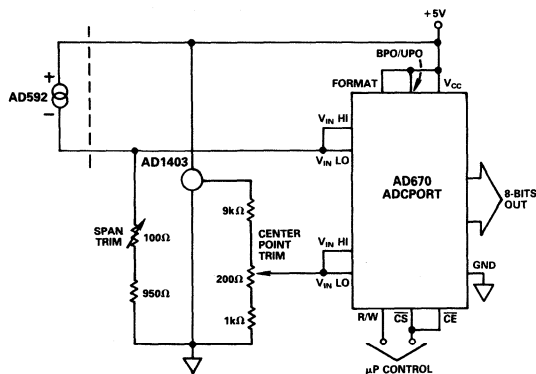 +5V
BPO/UPO
FORMAT
VCC
+
AD592
−
VIN HI
VIN LO
AD1403
AD670
ADCPORT
8-BITS
OUT
9kΩ
SPAN
TRIM
100Ω
CENTER
POINT
TRIM
VIN HI
200Ω
VIN LO
GND
950Ω
1kΩ
R/W
CS
CE
μP CONTROL